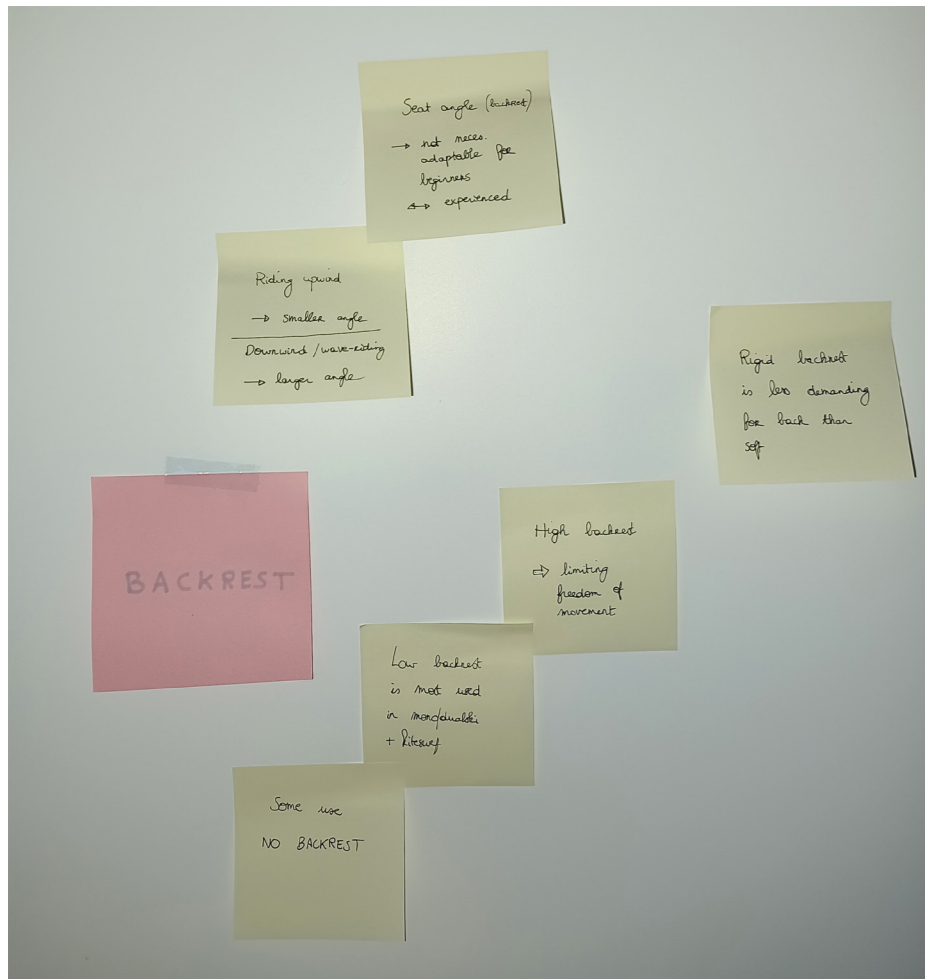 Seat angle (backrest)
→ not neces.
adaptable for
beginners
↔ experienced
Riding upwind
→ smaller angle
Downwind / wave-riding
→ larger angle
Rigid backrest
is less demanding
for back than
soft
BACKREST
High backrest
⇨ limiting
freedom of
movement
Low backrest
is most used
in mono/dualski
+ kitesurf
Some use
NO BACKREST